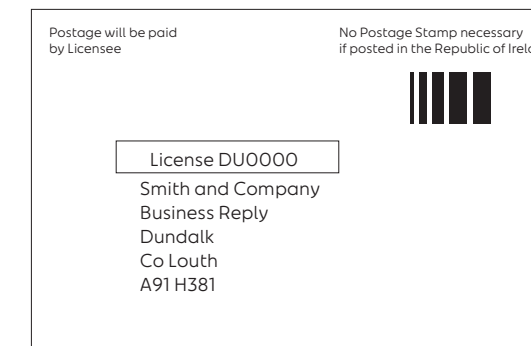 Postage will be paid
by Licensee
No Postage Stamp necessary
if posted in the Republic of
License DU0000
Smith and Company
Business Reply
Dundalk
Co Louth
A91 H381